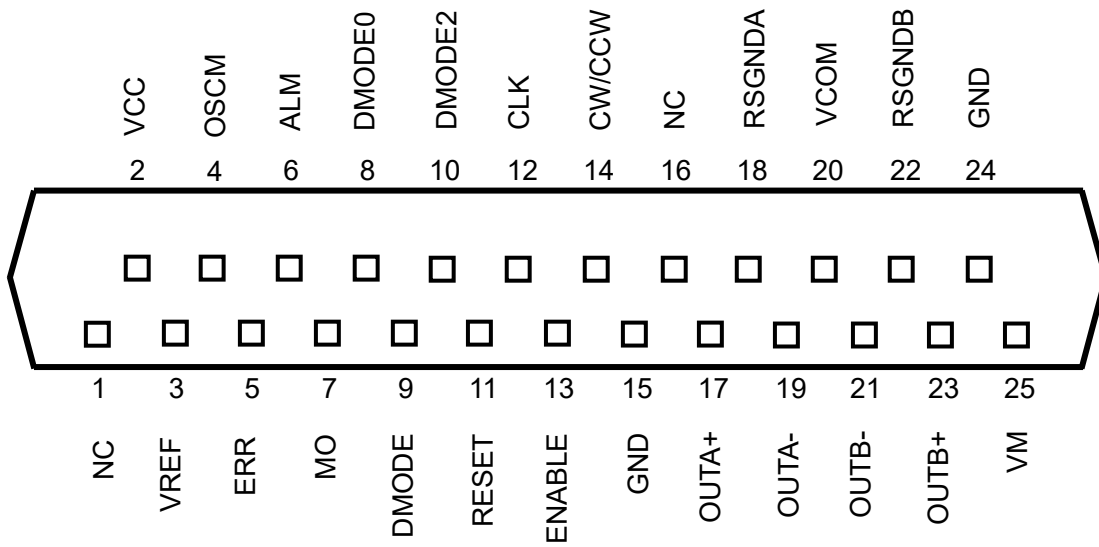 VCC OSCM ALM DMODE0 DMODE2 CLK CW/CCW NC RSGNDA VCOM RSGNDB GND
2 4 6 8 10 12 14 16 18 20 22 24
1 3 5 7 9 11 13 15 17 19 21 23 25
NC VREF ERR MO DMODE RESET ENABLE GND OUTA+ OUTA- OUTB- OUTB+ VM